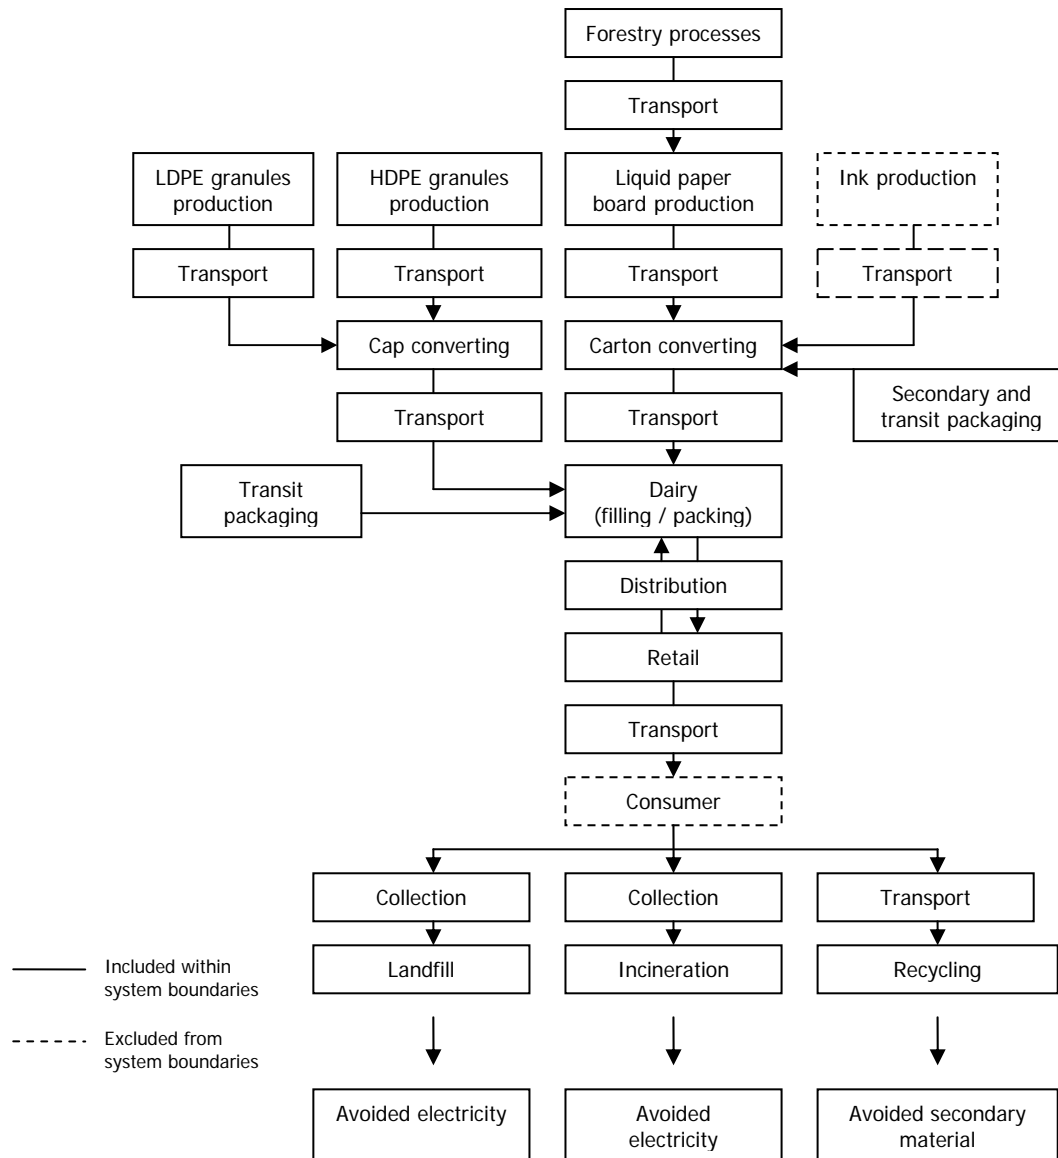 Forestry processes
Transport
LDPE granules
production
HDPE granules
production
Liquid paper
board production
Ink production
Transport
Transport
Transport
Transport
Cap converting
Carton converting
Secondary and
transit packaging
Transport
Transport
Transit
packaging
Dairy
(filling / packing)
Distribution
Retail
Transport
Consumer
Collection
Collection
Transport
Landfill
Incineration
Recycling
Included within
system boundaries
Excluded from
system boundaries
Avoided electricity
Avoided
electricity
Avoided secondary
material